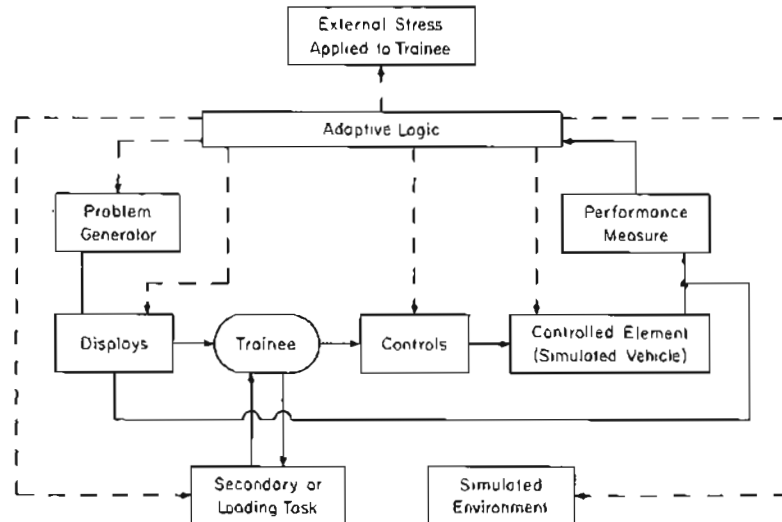 External Stress
Applied to Trainee
Adaptive Logic
Problem
Generator
Performance
Measure
Displays
Trainee
Controls
Controlled Element
(Simulated Vehicle)
Secondary or
Loading Task
Simulated
Environment